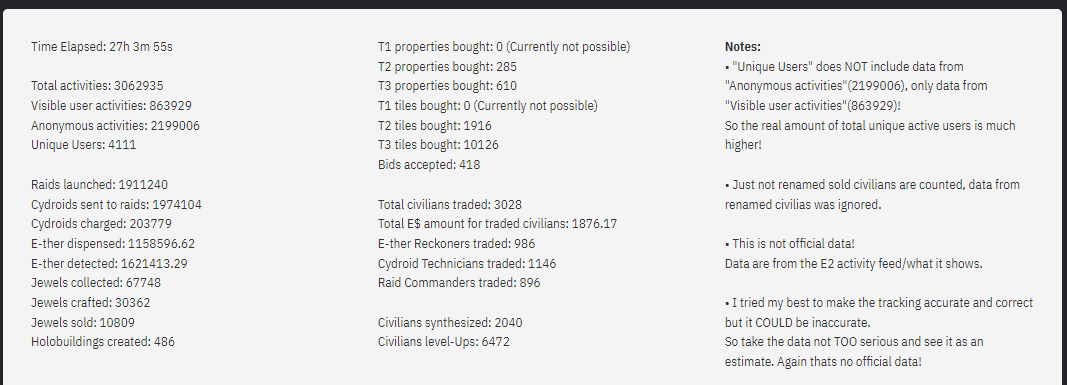 Time Elapsed: 27h 3m 55s
Total activities: 3062935
Visible user activities: 863929
Anonymous activities: 2199006
Unique Users: 4111
Raids launched: 1911240
Cydroids sent to raids: 1974104
Cydroids charged: 203779
E-ther dispensed: 1158596.62
E-ther detected: 1621413.29
Jewels collected: 67748
Jewels crafted: 30362
Jewels sold: 10809
Holobuildings created: 486
T1 properties bought: 0 (Currently not possible)
T2 properties bought: 285
T3 properties bought: 610
T1 tiles bought: 0 (Currently not possible)
T2 tiles bought: 1916
T3 tiles bought: 10126
Bids accepted: 418
Total civilians traded: 3028
Total E$ amount for traded civilians: 1876.17
E-ther Reckoners traded: 986
Cydroid Technicians traded: 1146
Raid Commanders traded: 896
Civilians synthesized: 2040
Civilians level-Ups: 6472
Notes:
• "Unique Users" does NOT include data from
"Anonymous activities"(2199006), only data from
"Visible user activities"(863929)!
So the real amount of total unique active users is much
higher!
• Just not renamed sold civilians are counted, data from
renamed civilias was ignored.
• This is not official data!
Data are from the E2 activity feed/what it shows.
• I tried my best to make the tracking accurate and correct
but it COULD be inaccurate.
So take the data not TOO serious and see it as an
estimate. Again thats no official data!